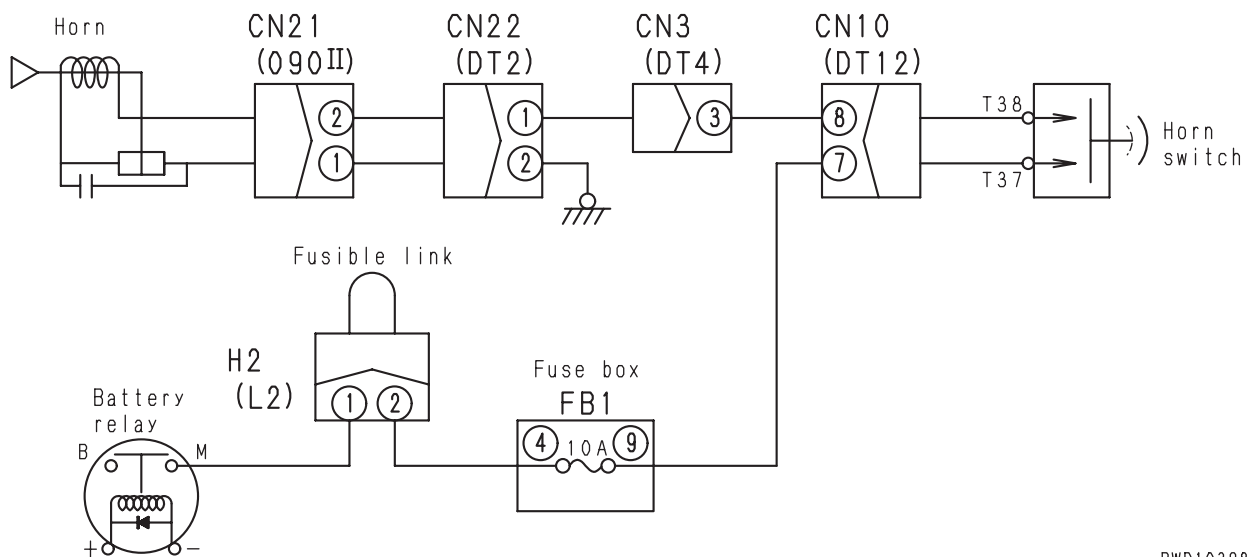 Horn
CN21
(090II)
CN22
(DT2)
CN3
(DT4)
CN10
(DT12)
2
1
1
2
3
8
7
T38
T37
Horn
switch
Fusible link
H2
(L2)
1
2
Fuse box
FB1
4
10A
9
Battery
relay
B
M
+
-